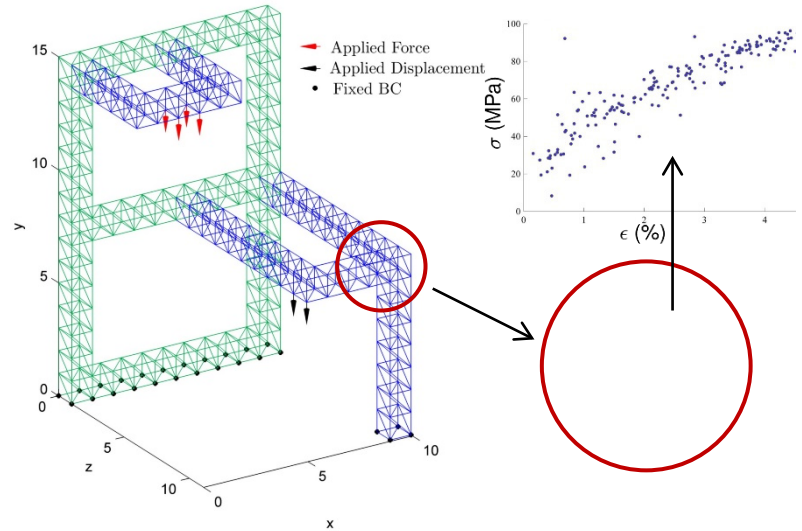 Applied Force
Applied Displacement
Fixed BC
15
10
5
0
y
0
5
10
z
0
5
10
x
100
80
60
40
20
0
σ (MPa)
0
1
2
3
4
ϵ (%)